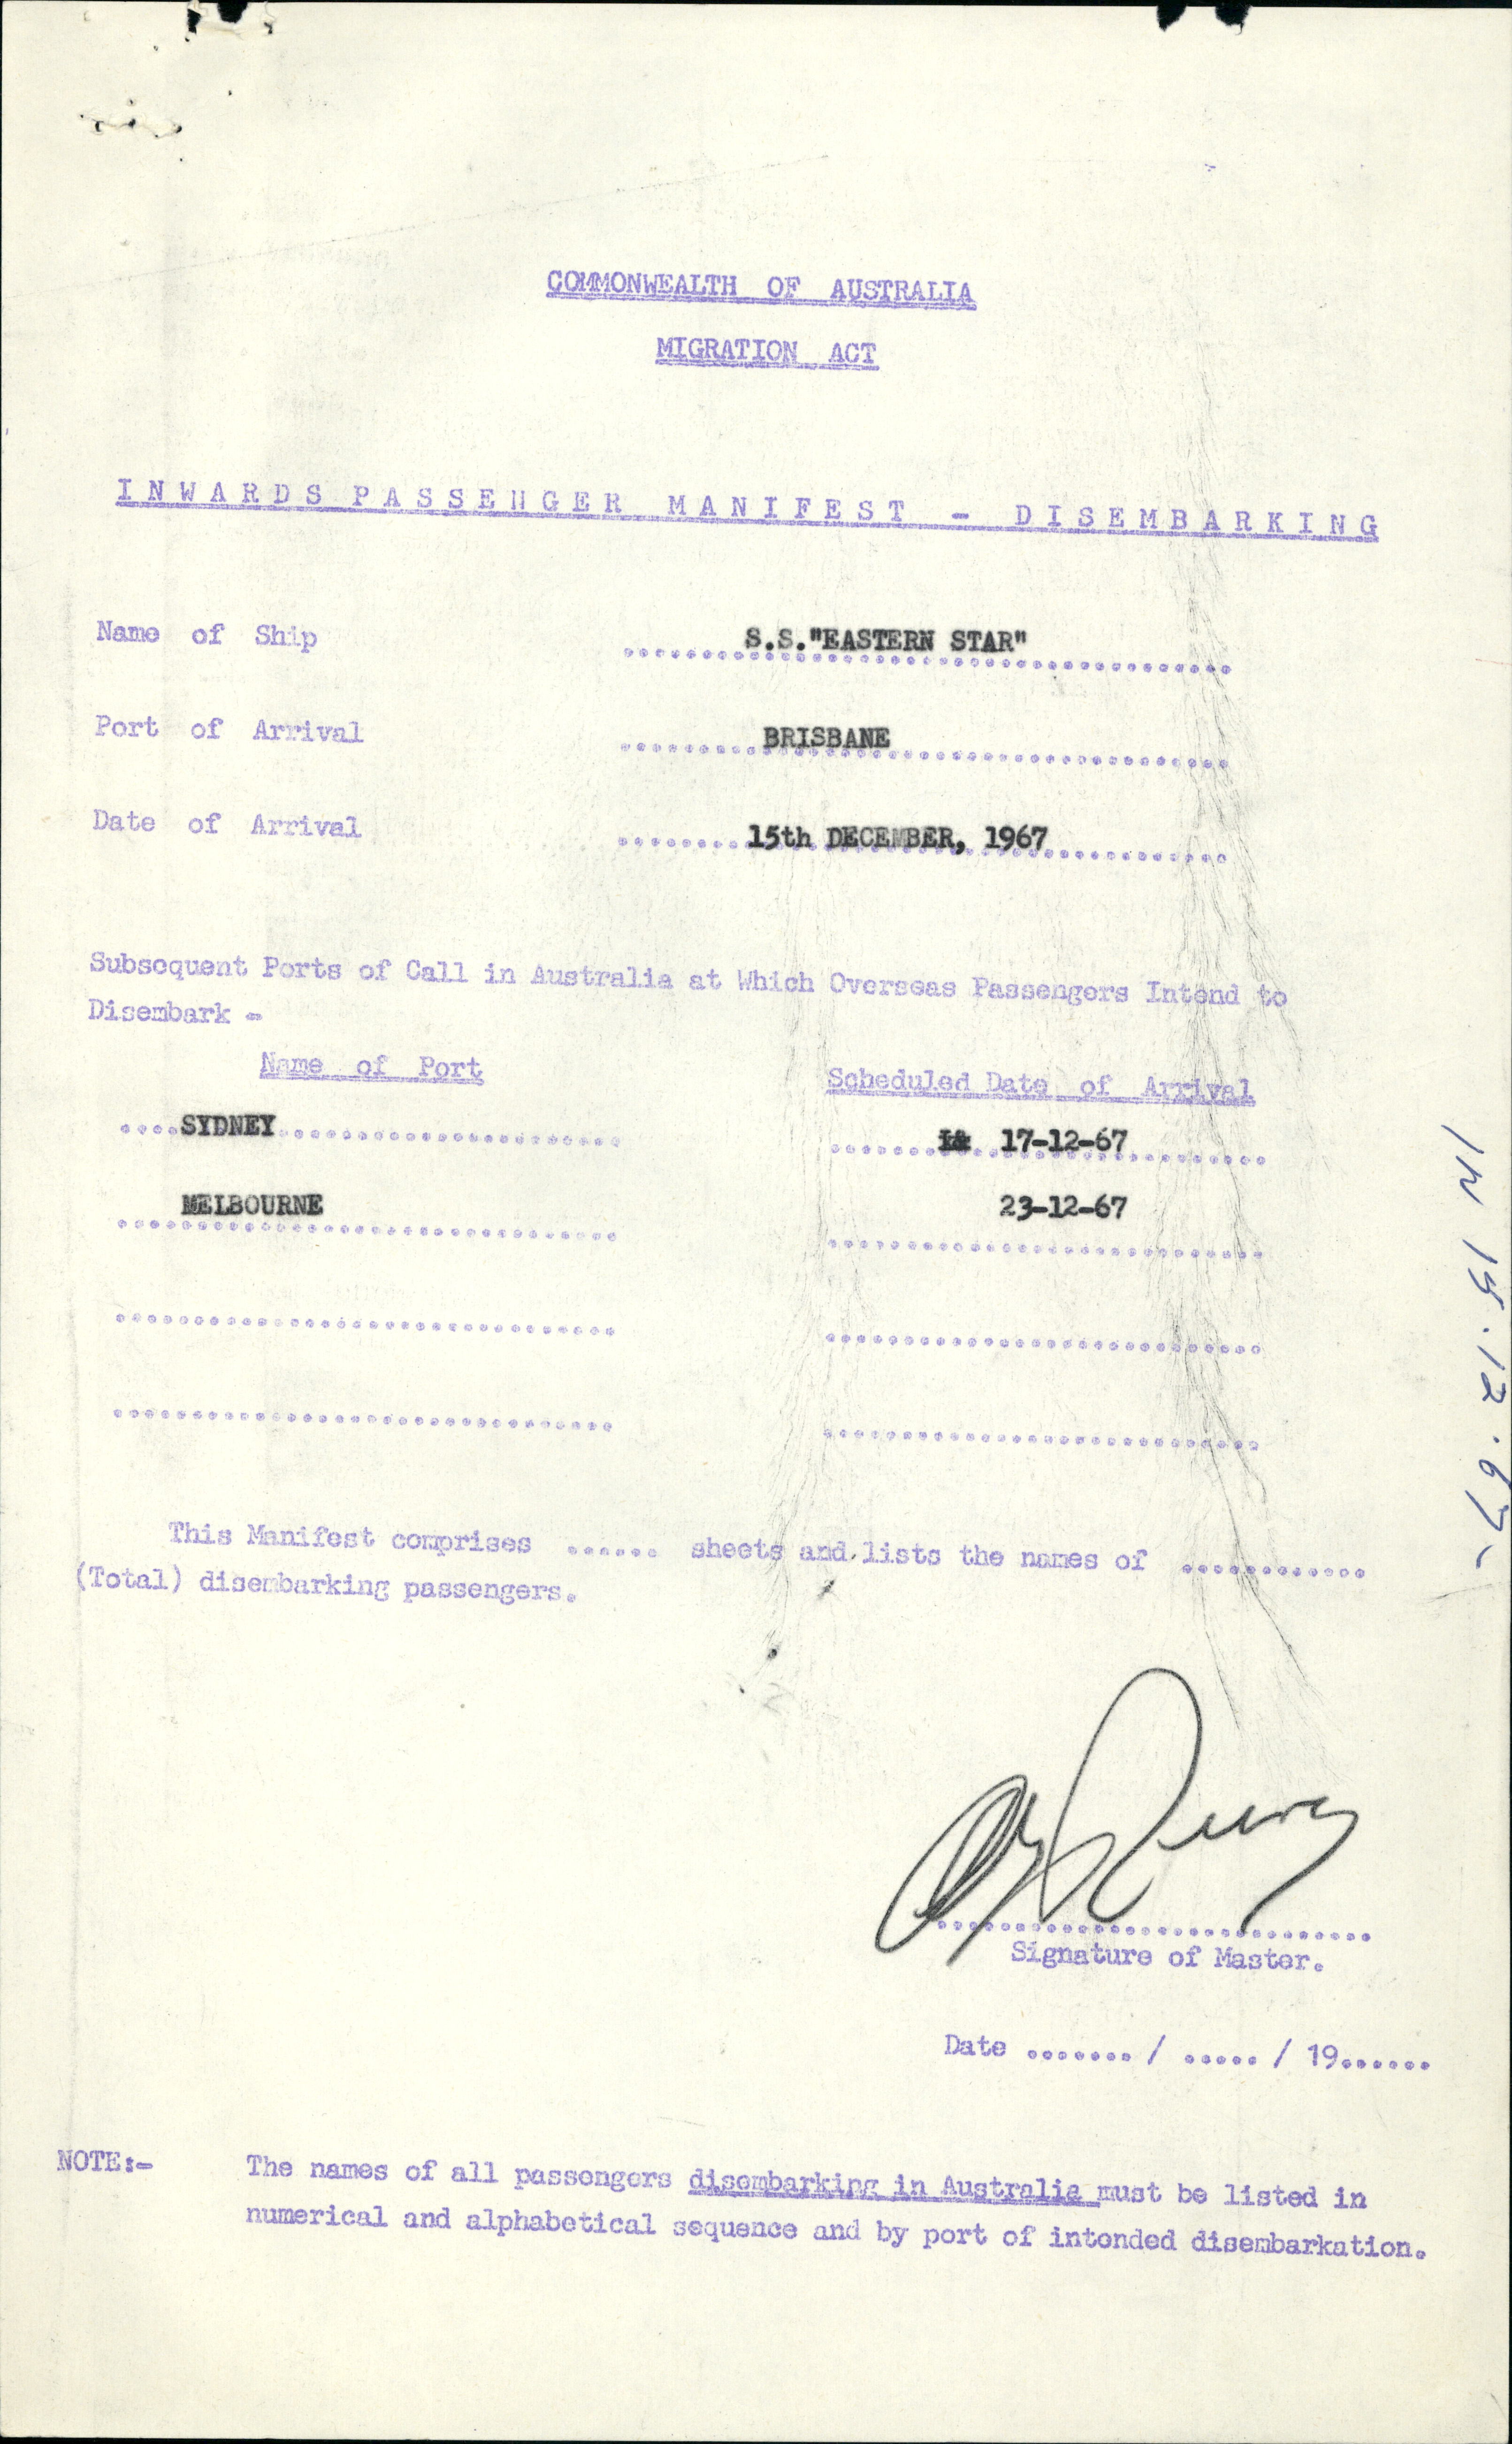 COMMONWEALTH OF AUSTRALIA
MIGRATION ACT
INWARDS PASSENGER MANIFEST - DISEMBARKING
Name of Ship S.S."EASTERN STAR"
Port of Arrival BRISBANE
Date of Arrival 15th DECEMBER, 1967
Subsequent Ports of Call in Australia at Which Overseas Passengers Intend to
Disembark -
Name of Port Scheduled Date of Arrival
SYDNEY 17-12-67
MELBOURNE 23-12-67
This Manifest comprises ...... sheets and lists the names of ............
(Total) disembarking passengers.
Signature of Master.
Date ....... / ..... / 19......
NOTE:- The names of all passengers disembarking in Australia must be listed in
numerical and alphabetical sequence and by port of intended disembarkation.
IN 15.12.67